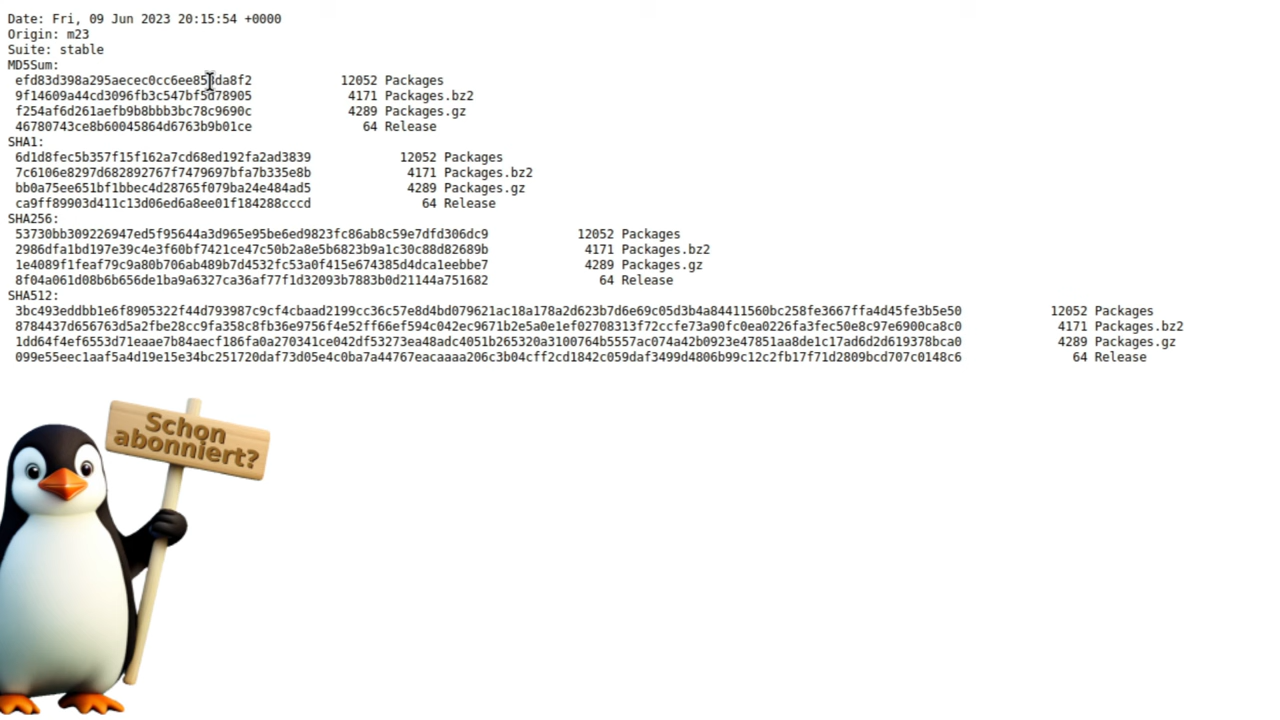 Date: Fri, 09 Jun 2023 20:15:54 +0000
Origin: m23
Suite: stable
MD5Sum:
12052 Packages
9f14609a44cd3096fb3c547bf5d78905 4171 Packages.bz2
f254af6d261aefb9b8bbb3bc78c9690c 4289 Packages.gz
46780743ce8b60045864d6763b9b01ce 64 Release
SHA1:
6d1d8fec5b357f15f162a7cd68ed192fa2ad3839 12052 Packages
7c6106e8297d682892767f7479697bfa7b335e8b 4171 Packages.bz2
bb0a75ee651bf1bbec4d28765f079ba24e484ad5 4289 Packages.gz
ca9ff89903d411c13d06ed6a8ee01f184288cccd 64 Release
SHA256:
53730bb309226947ed5f95644a3d965e95be6ed9823fc86ab8c59e7dfd306dc9 12052 Packages
2986dfa1bd197e39c4e3f60bf7421ce47c50b2a8e5b6823b9a1c30c88d82689b 4171 Packages.bz2
1e4089f1feaf79c9a80b706ab489b7d4532fc53a0f415e674385d4dca1eebbe7 4289 Packages.gz
8f04a061d08b6b656de1ba9a6327ca36af77f1d32093b7883b0d21144a751682 64 Release
SHA512:
3bc493eddbb1e6f8905322f44d793987c9cf4cbaad2199cc36c57e8d4bd079621ac18a178a2d623b7d6e69c05d3b4a84411560bc258fe3667ffa4d45fe3b5e50 12052 Packages
8784437d656763d5a2fbe28cc9fa358c8fb36e9756f4e52ff66ef594c042ec9671b2e5a0e1ef02708313f72ccfe73a90fc0ea0226fa3fec50e8c97e6900ca8c0 4171 Packages.bz2
1dd64f4ef6553d71eaae7b84aecf186fa0a270341ce042df53273ea48adc4051b265320a3100764b5557ac074a42b0923e47851aa8de1c17ad6d2d619378bca0 4289 Packages.gz
099e55eec1aaf5a4d19e15e34bc251720daf73d05e4c0ba7a44767eacaaaa206c3b04cff2cd1842c059daf3499d4806b99c12c2fb17f71d2809bcd707c0148c6 64 Release
Schon
abonniert?